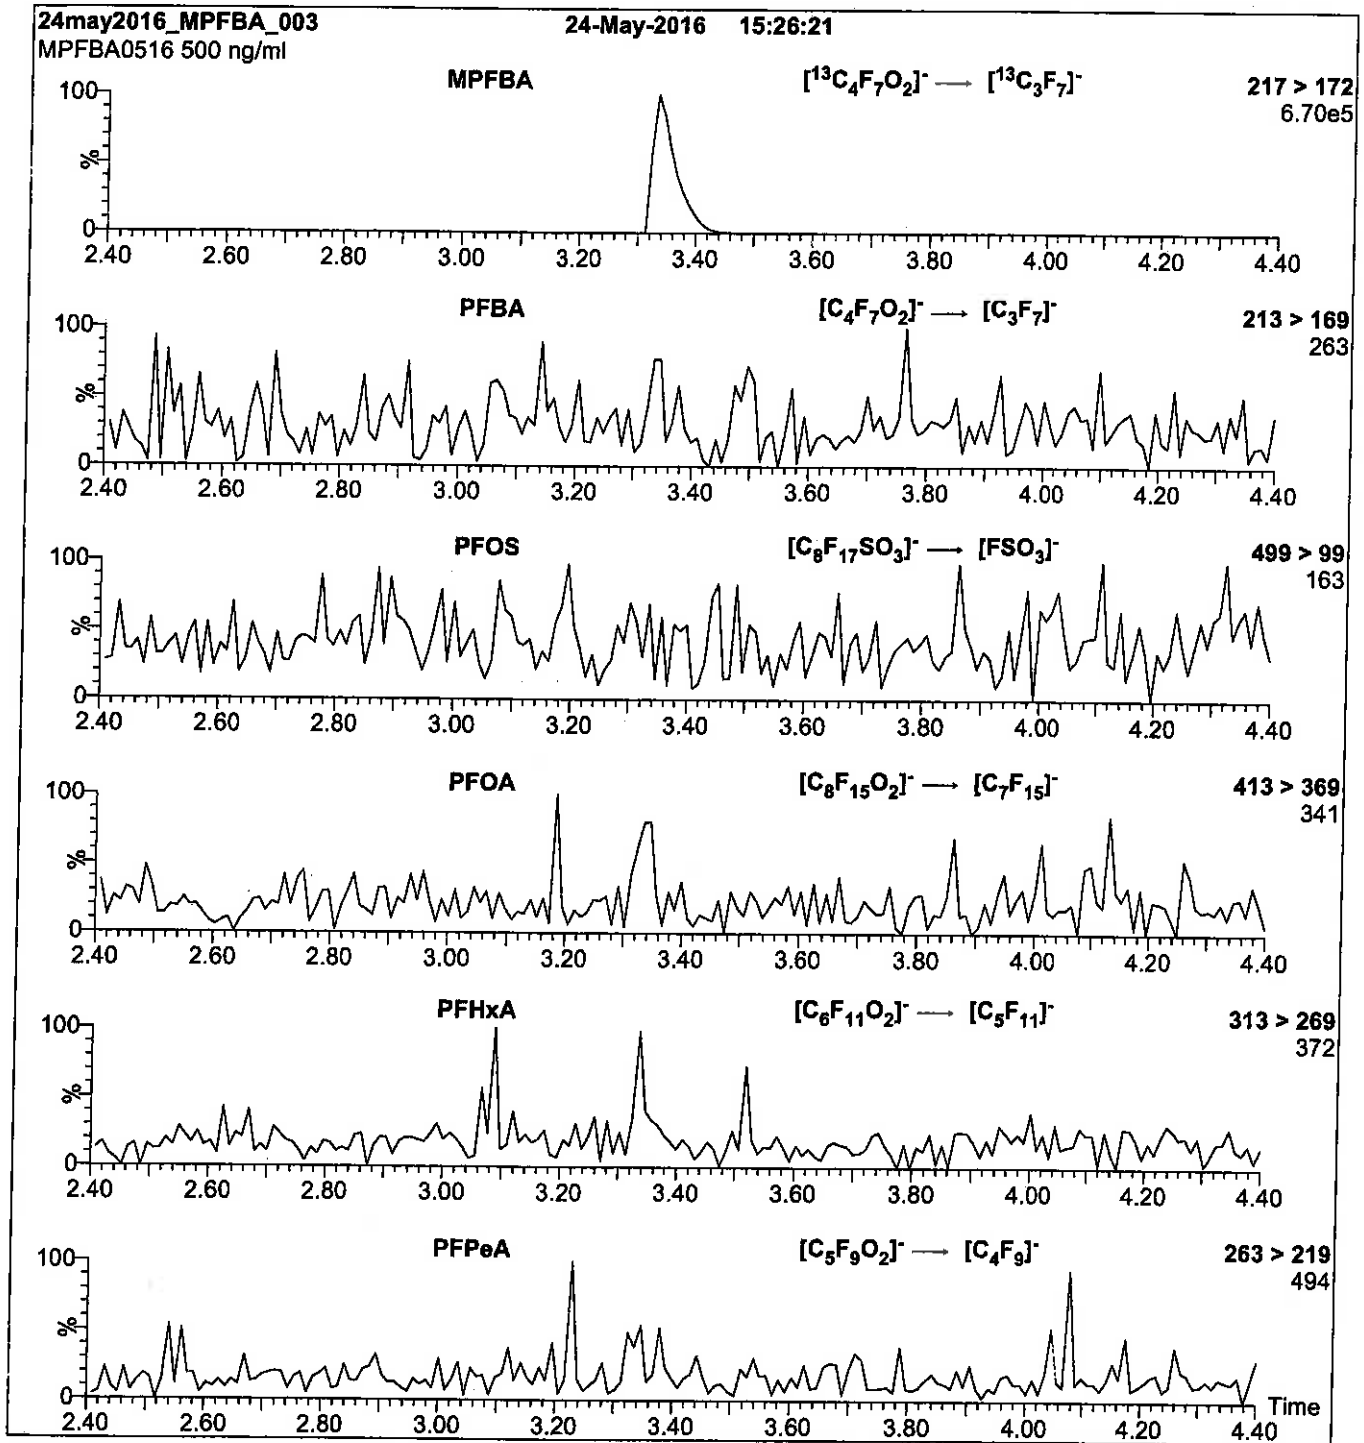 24may2016_MPFBA_003 24-May-2016 15:26:21
MPFBA0516 500 ng/ml
MPFBA [¹³C₄F₇O₂]⁻ → [¹³C₃F₇]⁻ 217 > 172
6.70e5
100
%
0
2.40 2.60 2.80 3.00 3.20 3.40 3.60 3.80 4.00 4.20 4.40
PFBA [C₄F₇O₂]⁻ → [C₃F₇]⁻ 213 > 169
263
100
%
0
2.40 2.60 2.80 3.00 3.20 3.40 3.60 3.80 4.00 4.20 4.40
PFOS [C₈F₁₇SO₃]⁻ → [FSO₃]⁻ 499 > 99
163
100
%
0
2.40 2.60 2.80 3.00 3.20 3.40 3.60 3.80 4.00 4.20 4.40
PFOA [C₈F₁₅O₂]⁻ → [C₇F₁₅]⁻ 413 > 369
341
100
%
0
2.40 2.60 2.80 3.00 3.20 3.40 3.60 3.80 4.00 4.20 4.40
PFHxA [C₆F₁₁O₂]⁻ → [C₅F₁₁]⁻ 313 > 269
372
100
%
0
2.40 2.60 2.80 3.00 3.20 3.40 3.60 3.80 4.00 4.20 4.40
PFPeA [C₅F₉O₂]⁻ → [C₄F₉]⁻ 263 > 219
494
100
%
0
Time
2.40 2.60 2.80 3.00 3.20 3.40 3.60 3.80 4.00 4.20 4.40